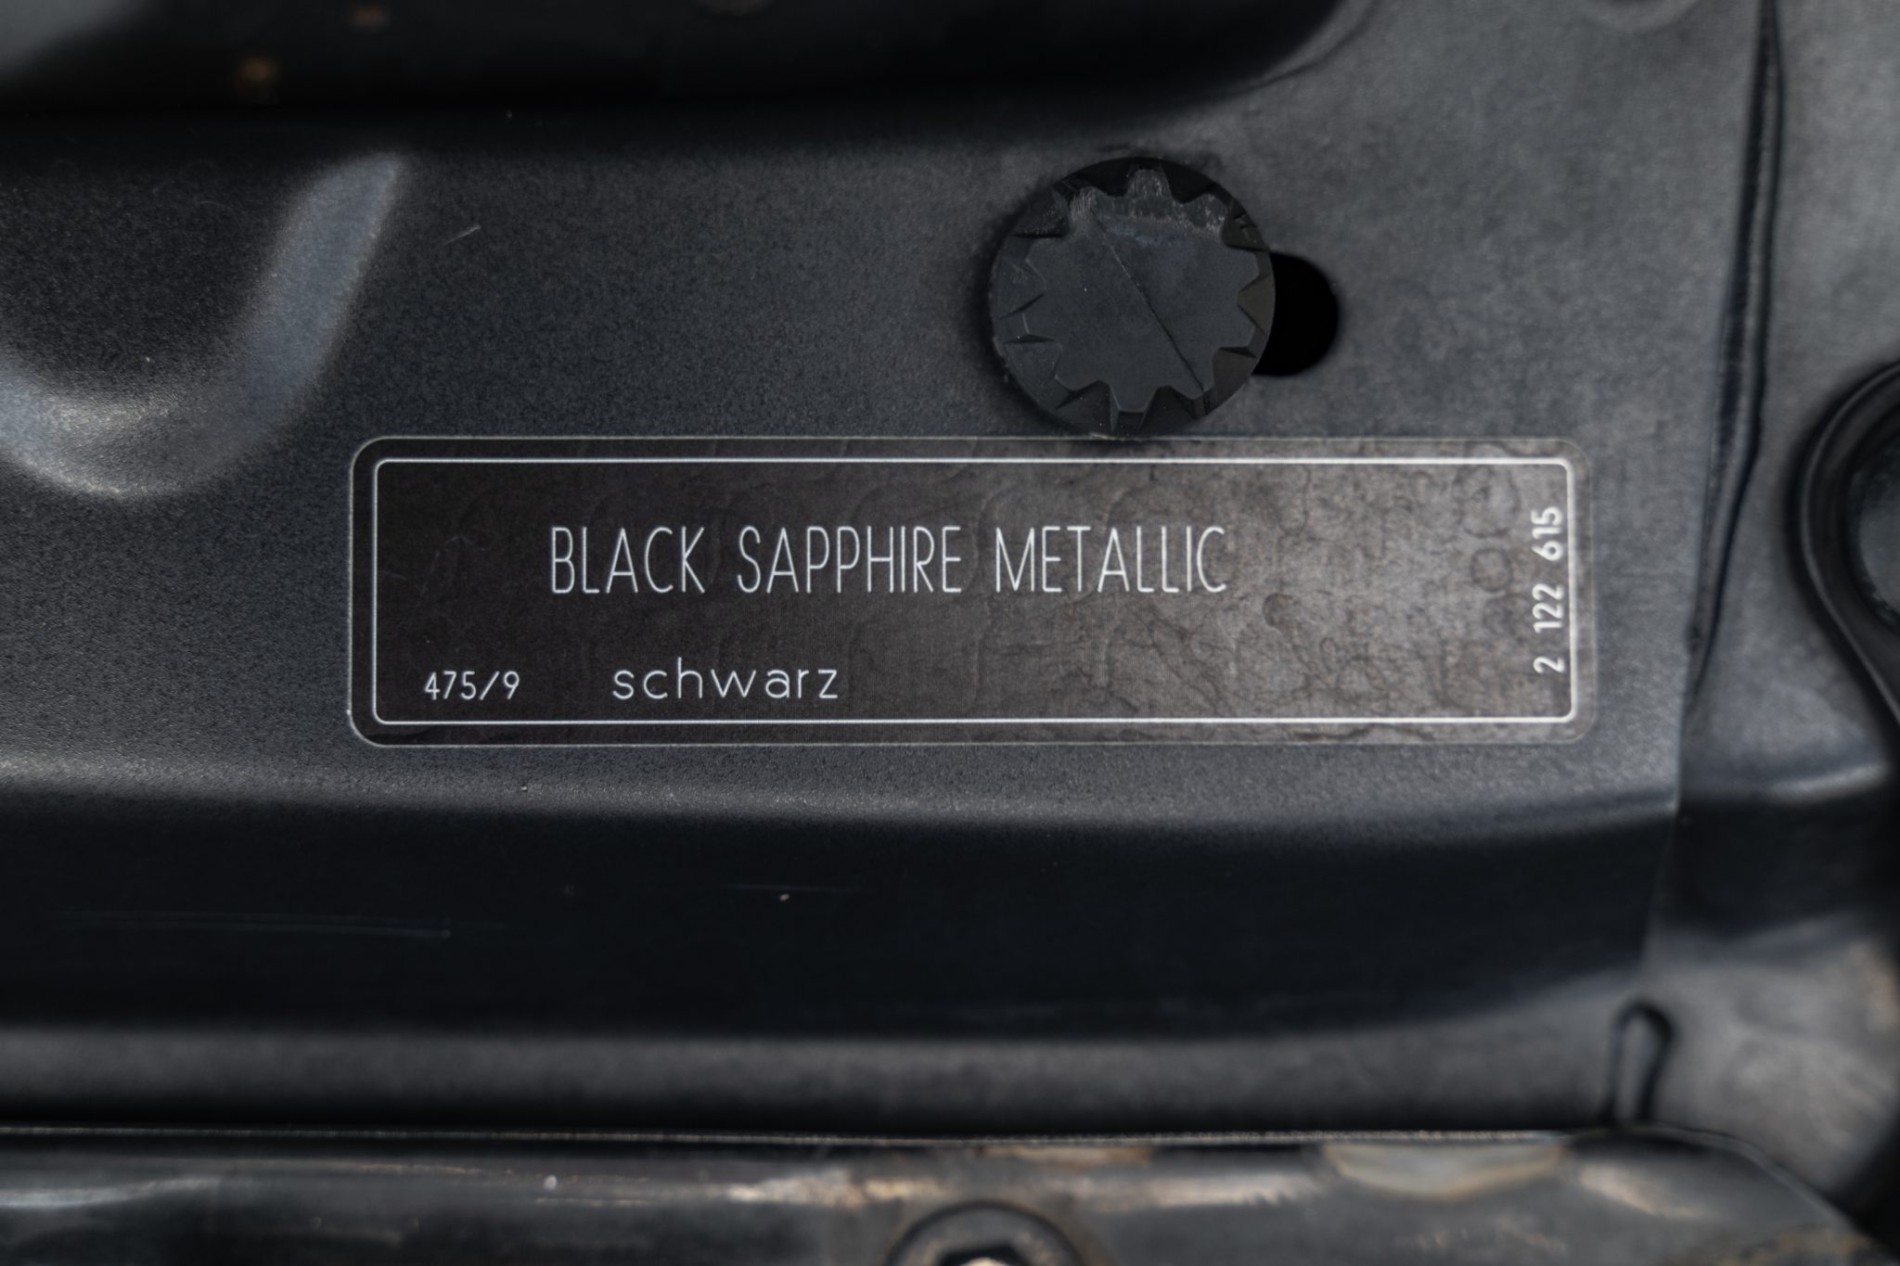 BLACK SAPPHIRE METALLIC
475/9 schwarz
2 122 615